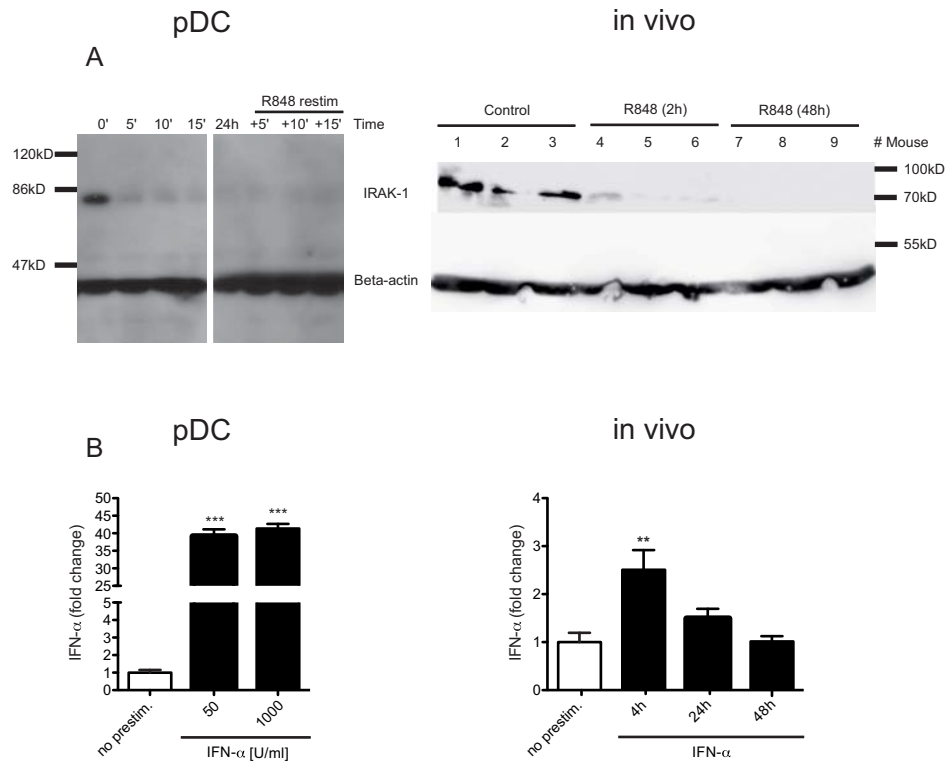 pDC
in vivo
A
R848 restim
0' 5' 10' 15' 24h +5' +10' +15' Time
Control R848 (2h) R848 (48h)
1 2 3 4 5 6 7 8 9 # Mouse
120kD
86kD
47kD
IRAK-1
Beta-actin
100kD
70kD
55kD
pDC
in vivo
B
IFN-α (fold change)
50
45
40
35
30
25
5
4
3
2
1
0
***
***
no prestim.
50
1000
IFN-α [U/ml]
IFN-α (fold change)
4
3
2
1
0
**
no prestim.
4h
24h
48h
IFN-α